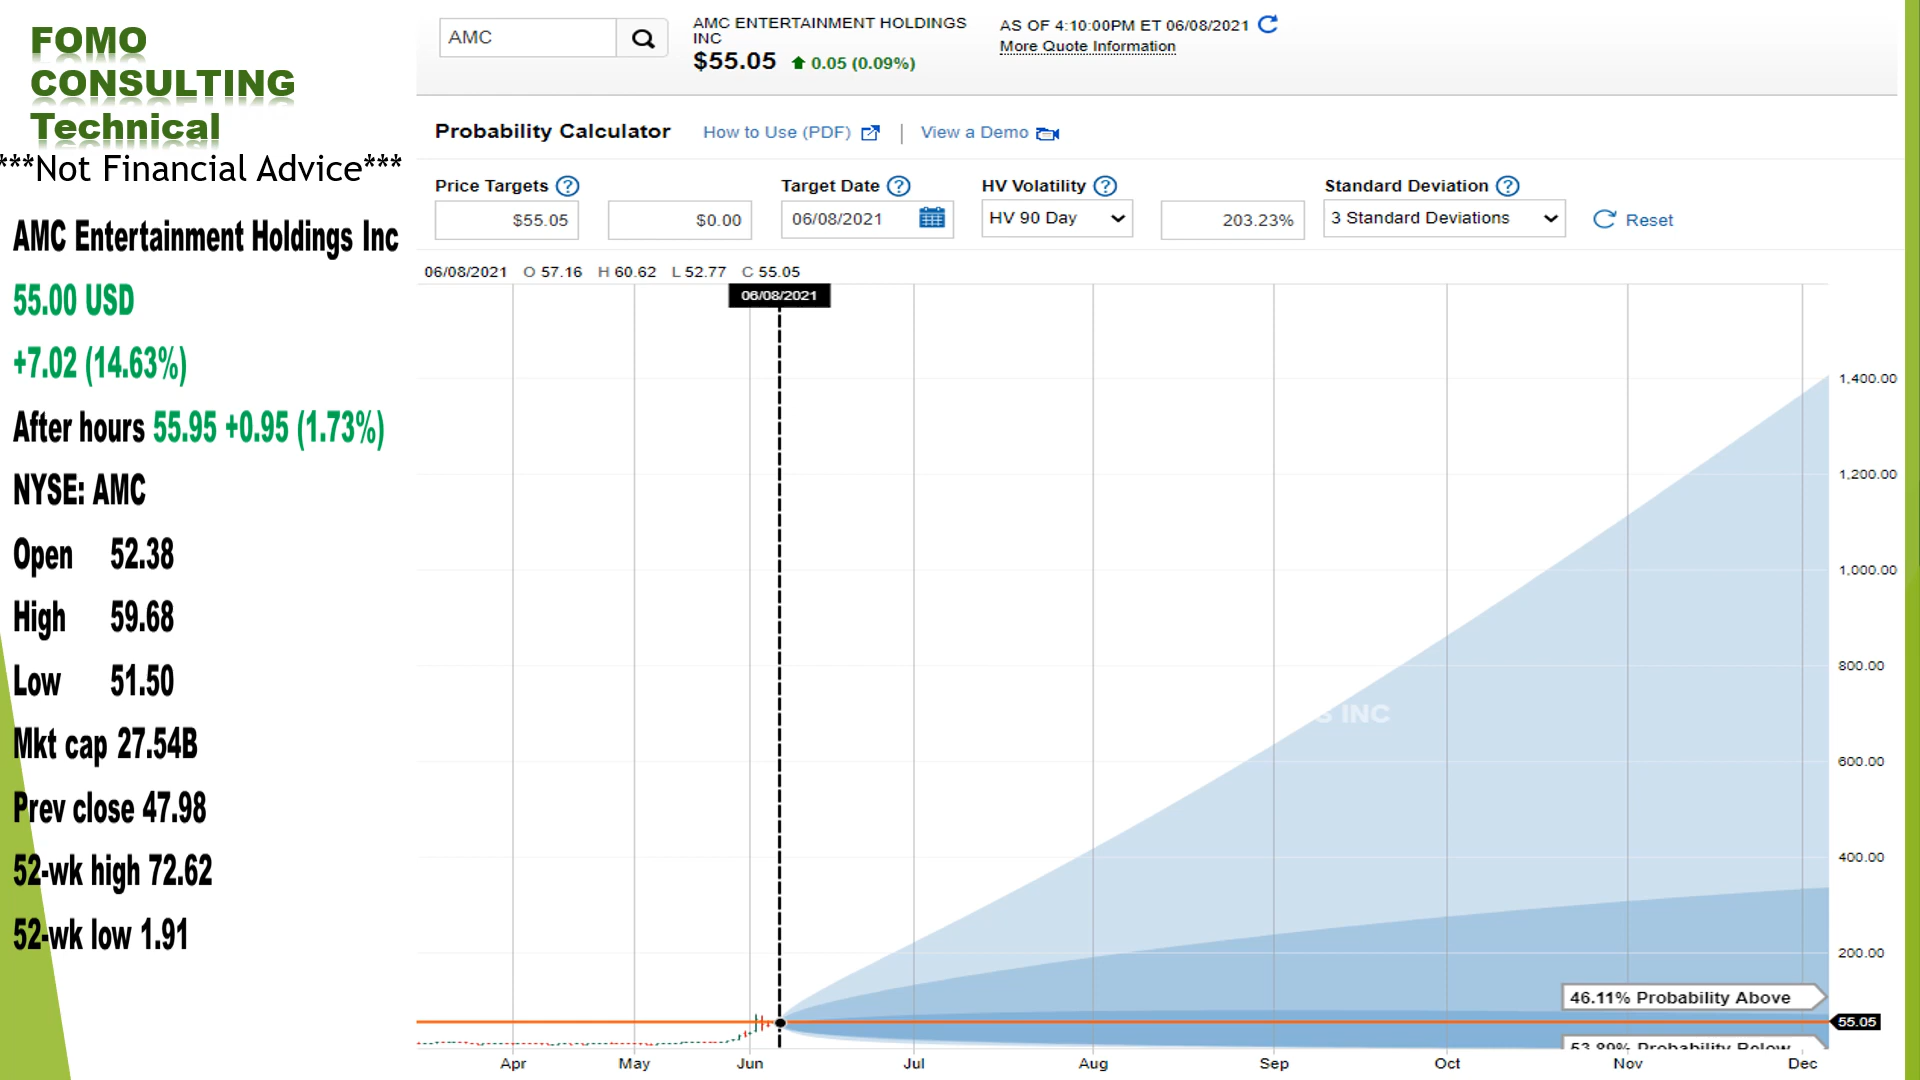 FOMO
CONSULTING
Technical
***Not Financial Advice***
AMC Entertainment Holdings Inc
55.00 USD
+7.02 (14.63%)
After hours 55.95 +0.95 (1.73%)
NYSE: AMC
Open 52.38
High 59.68
Low 51.50
Mkt cap 27.54B
Prev close 47.98
52-wk high 72.62
52-wk low 1.91
AMC
AMC ENTERTAINMENT HOLDINGS
INC
$55.05 0.05 (0.09%)
AS OF 4:10:00PM ET 06/08/2021
More Quote Information
Probability Calculator How to Use (PDF) | View a Demo
Price Targets ? Target Date ? HV Volatility ? Standard Deviation ?
$55.05 $0.00 06/08/2021 HV 90 Day 203.23% 3 Standard Deviations Reset
06/08/2021 O 57.16 H 60.62 L 52.77 C 55.05
06/08/2021
1,400.00
1,200.00
1,000.00
800.00
S INC
600.00
400.00
200.00
46.11% Probability Above
55.05
53.89% Probability Below
Apr May Jun Jul Aug Sep Oct Nov Dec